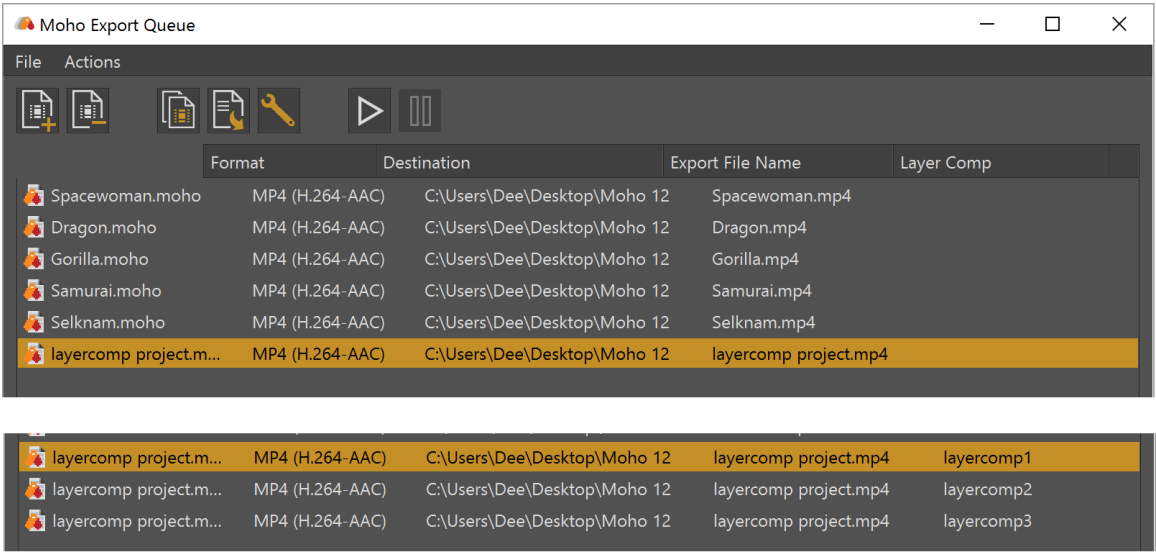 Moho Export Queue
File Actions
Format Destination Export File Name Layer Comp
Spacewoman.moho MP4 (H.264-AAC) C:\Users\Dee\Desktop\Moho 12 Spacewoman.mp4
Dragon.moho MP4 (H.264-AAC) C:\Users\Dee\Desktop\Moho 12 Dragon.mp4
Gorilla.moho MP4 (H.264-AAC) C:\Users\Dee\Desktop\Moho 12 Gorilla.mp4
Samurai.moho MP4 (H.264-AAC) C:\Users\Dee\Desktop\Moho 12 Samurai.mp4
Selknam.moho MP4 (H.264-AAC) C:\Users\Dee\Desktop\Moho 12 Selknam.mp4
layercomp project.m... MP4 (H.264-AAC) C:\Users\Dee\Desktop\Moho 12 layercomp project.mp4
layercomp project.m... MP4 (H.264-AAC) C:\Users\Dee\Desktop\Moho 12 layercomp project.mp4 layercomp1
layercomp project.m... MP4 (H.264-AAC) C:\Users\Dee\Desktop\Moho 12 layercomp project.mp4 layercomp2
layercomp project.m... MP4 (H.264-AAC) C:\Users\Dee\Desktop\Moho 12 layercomp project.mp4 layercomp3